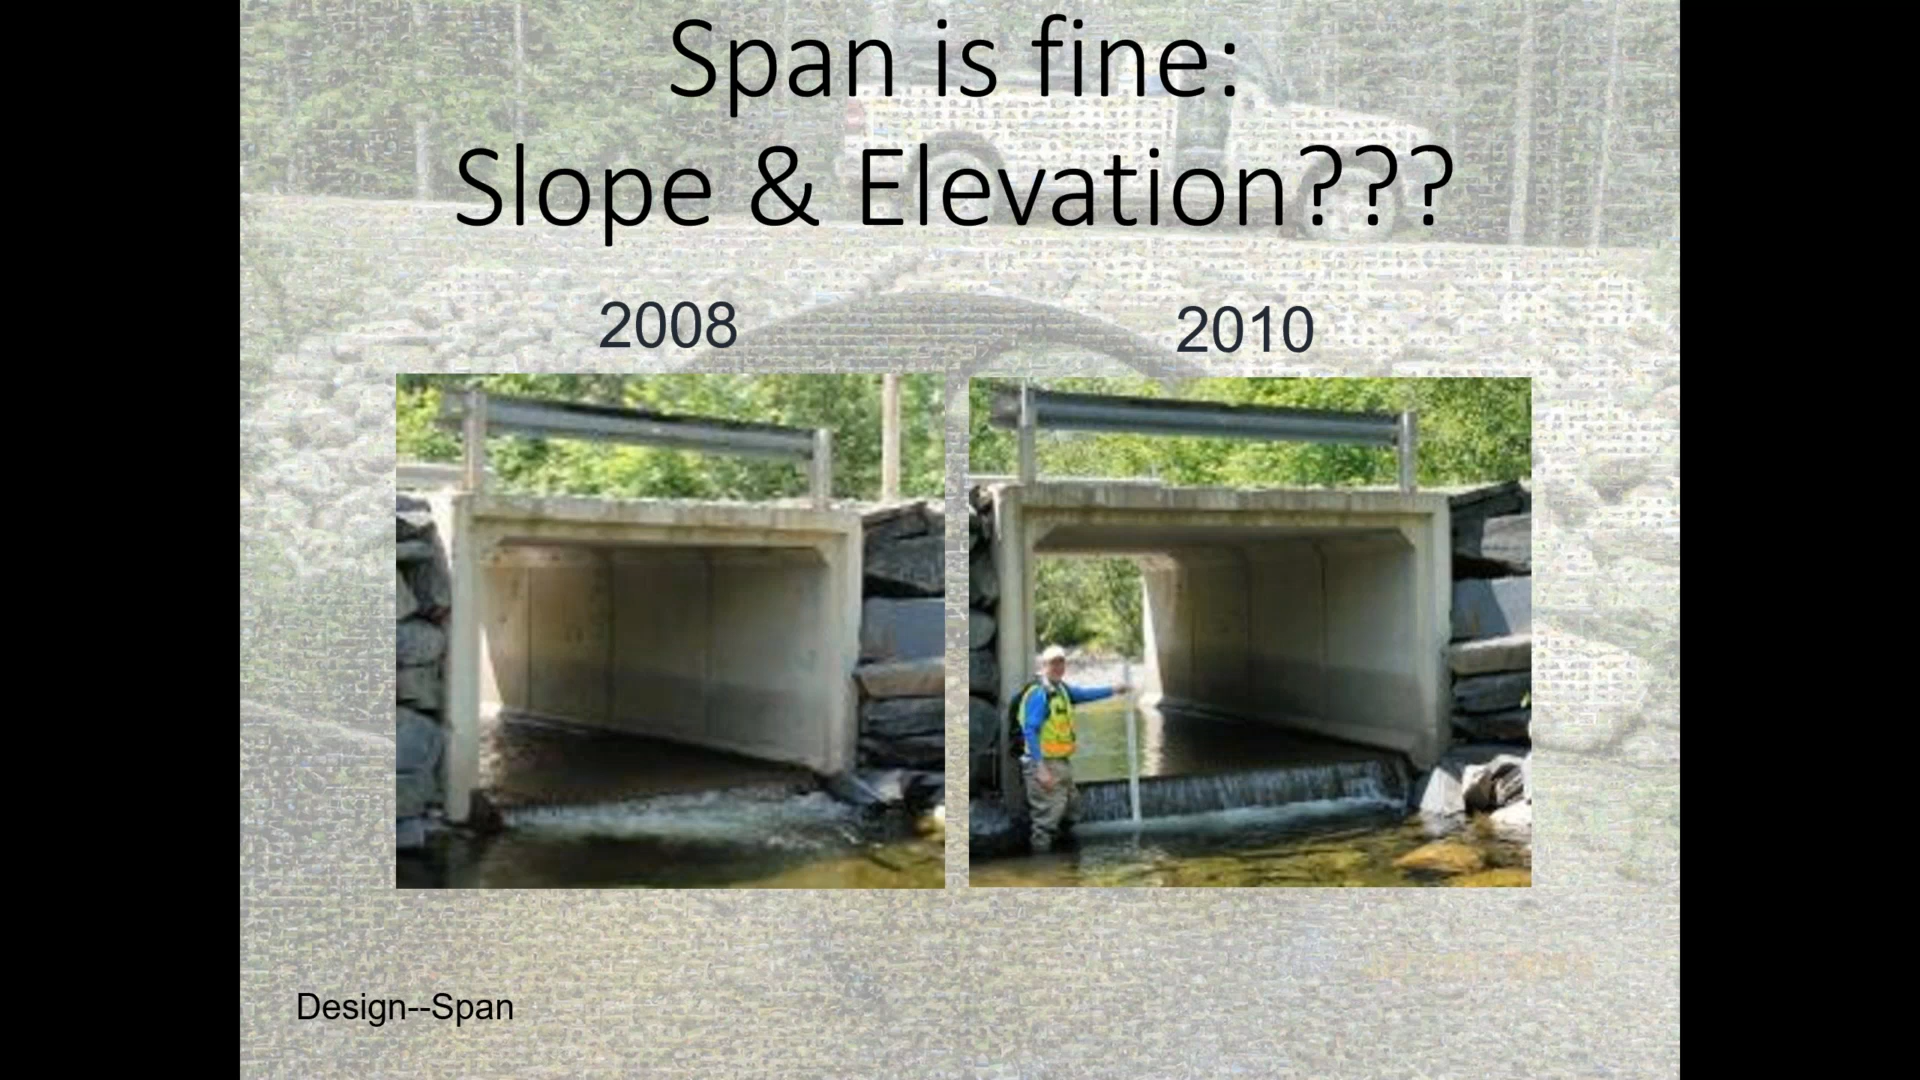 Span is fine:
Slope & Elevation???
2008
2010
Design--Span